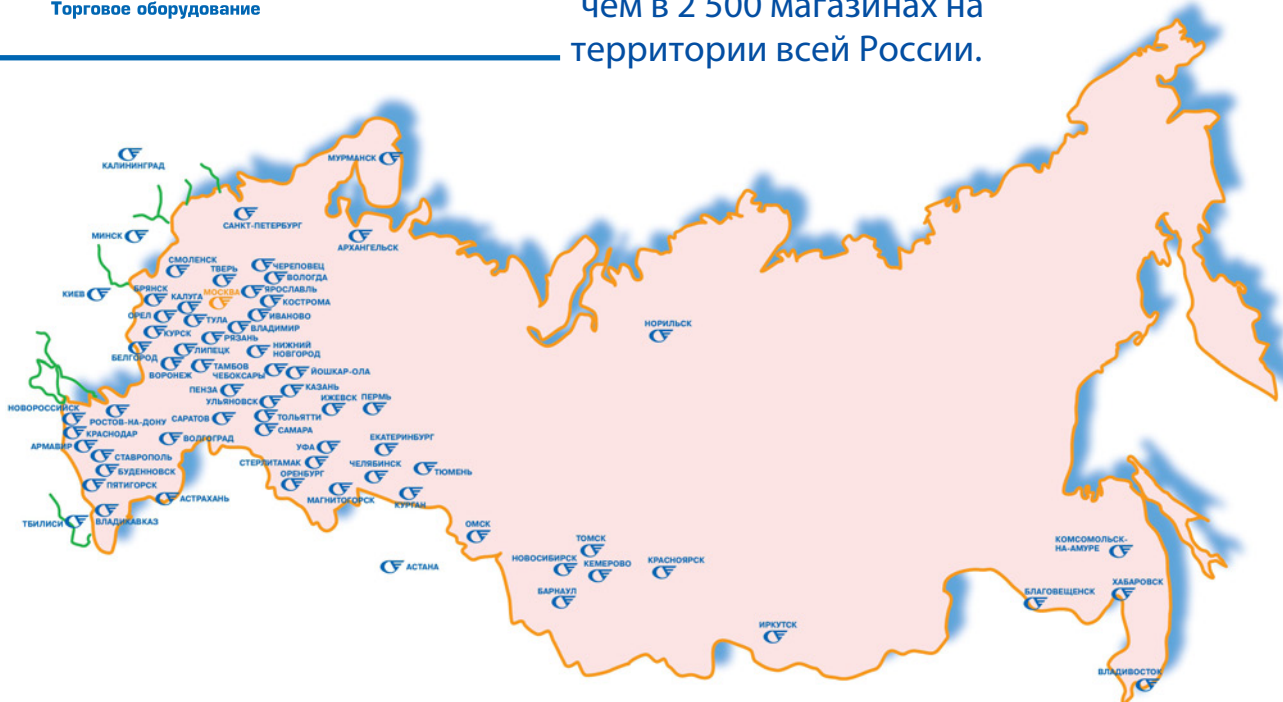 Торговое оборудование
чем в 2 500 магазинах на
территории всей России.
КАЛИНИНГРАД
МУРМАНСК
САНКТ-ПЕТЕРБУРГ
МИНСК
АРХАНГЕЛЬСК
СМОЛЕНСК
ТВЕРЬ
ЧЕРЕПОВЕЦ
ВОЛОГДА
КИЕВ
БРЯНСК
КАЛУГА
МОСКВА
ЯРОСЛАВЛЬ
КОСТРОМА
ОРЕЛ
ТУЛА
ИВАНОВО
ВЛАДИМИР
КУРСК
РЯЗАНЬ
НОРИЛЬСК
БЕЛГОРОД
ЛИПЕЦК
НИЖНИЙ
НОВГОРОД
ВОРОНЕЖ
ТАМБОВ
ЧЕБОКСАРЫ
ЙОШКАР-ОЛА
ПЕНЗА
КАЗАНЬ
УЛЬЯНОВСК
ИЖЕВСК
ПЕРМЬ
НОВОРОССИЙСК
РОСТОВ-НА-ДОНУ
САРАТОВ
ТОЛЬЯТТИ
КРАСНОДАР
САМАРА
АРМАВИР
ВОЛГОГРАД
ЕКАТЕРИНБУРГ
СТАВРОПОЛЬ
УФА
БУДЕННОВСК
СТЕРЛИТАМАК
ЧЕЛЯБИНСК
ТЮМЕНЬ
ПЯТИГОРСК
ОРЕНБУРГ
АСТРАХАНЬ
МАГНИТОГОРСК
КУРГАН
ТБИЛИСИ
ВЛАДИКАВКАЗ
ОМСК
АСТАНА
ТОМСК
НОВОСИБИРСК
КЕМЕРОВО
КРАСНОЯРСК
БАРНАУЛ
ИРКУТСК
КОМСОМОЛЬСК-
НА-АМУРЕ
БЛАГОВЕЩЕНСК
ХАБАРОВСК
ВЛАДИВОСТОК